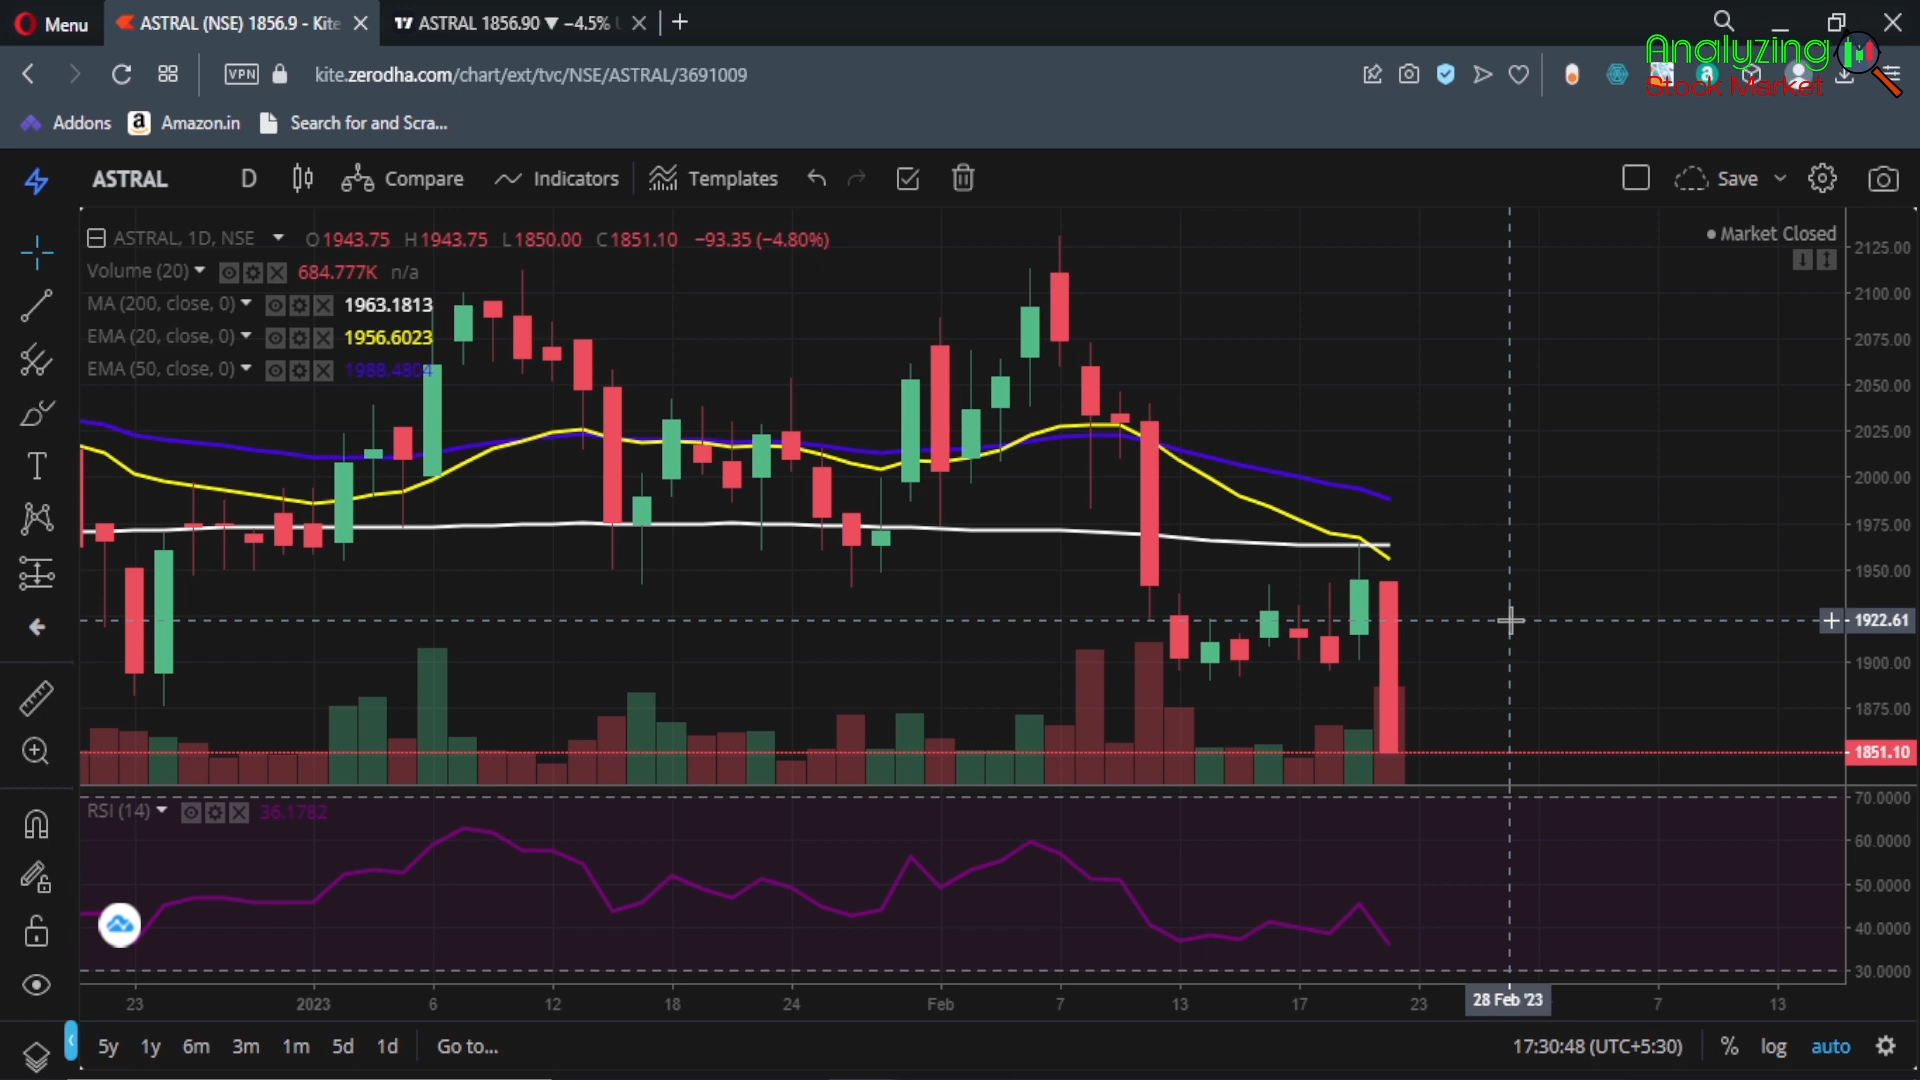 Menu
ASTRAL (NSE) 1856.9 - Kite
ASTRAL 1856.90 ▼ −4.5% U
VPN
kite.zerodha.com/chart/ext/tvc/NSE/ASTRAL/3691009
Analyzing
Stock Market
Addons
Amazon.in
Search for and Scra...
ASTRAL
D
Compare
Indicators
Templates
Save
ASTRAL, 1D, NSE
O1943.75 H1943.75 L1850.00 C1851.10 −93.35 (−4.80%)
Market Closed
Volume (20) 684.777K n/a
MA (200, close, 0) 1963.1813
EMA (20, close, 0) 1956.6023
EMA (50, close, 0) 1988.4804
2125.00
2100.00
2075.00
2050.00
2025.00
2000.00
1975.00
1950.00
1922.61
1900.00
1875.00
1851.10
RSI (14) 36.1782
70.0000
60.0000
50.0000
40.0000
30.0000
23 2023 6 12 18 24 Feb 7 13 17 23 28 Feb '23 7 13
5y 1y 6m 3m 1m 5d 1d Go to...
17:30:48 (UTC+5:30) % log auto